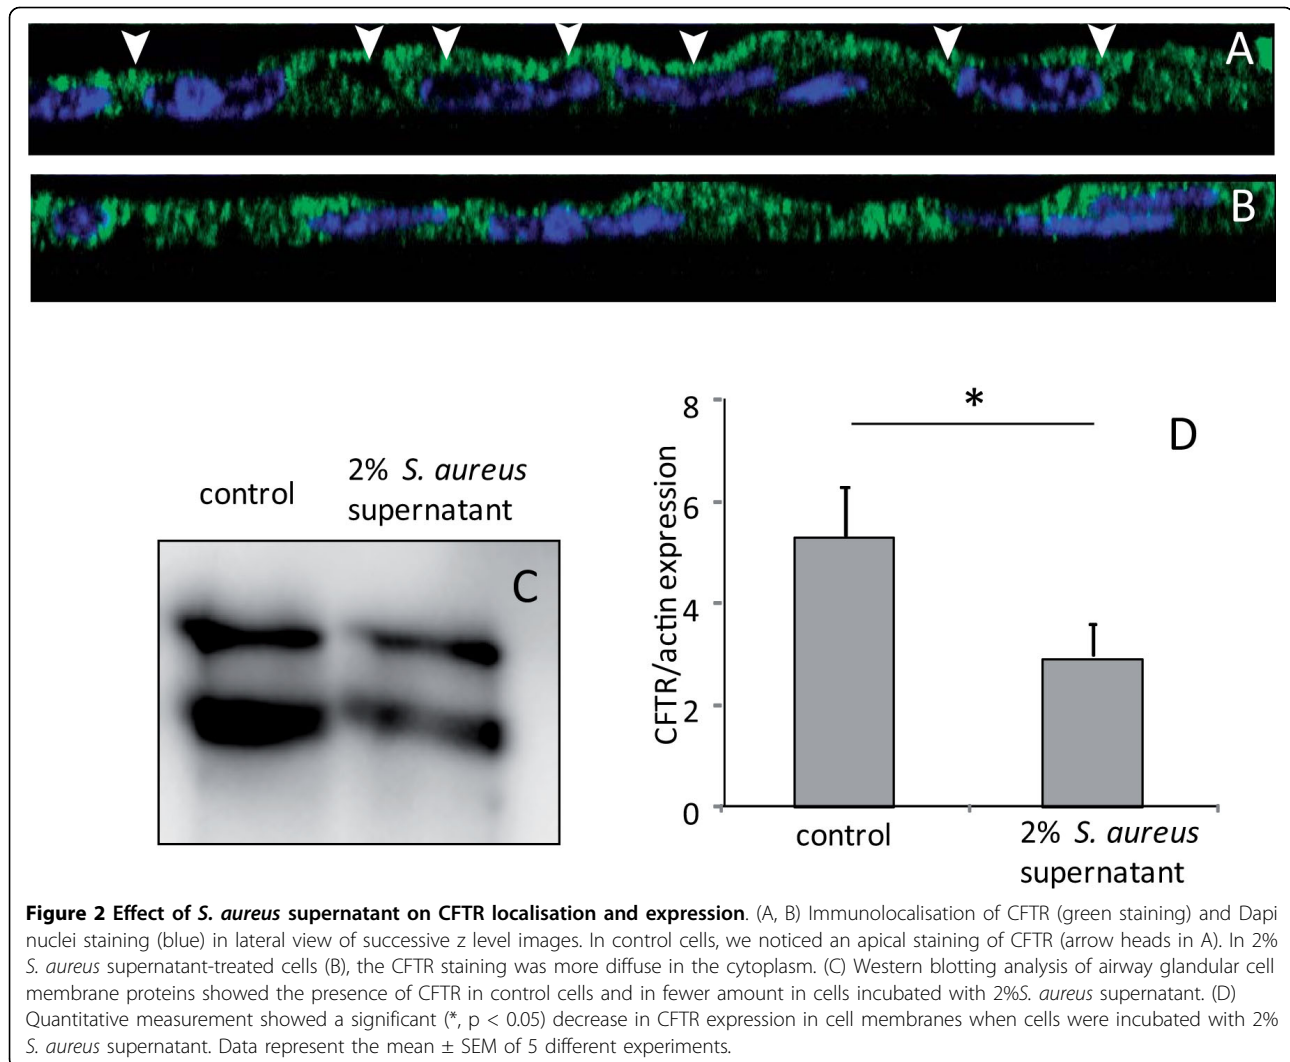 A
B
control
2% S. aureus
supernatant
C
8
6
4
2
0
CFTR/actin expression
*
D
control
2% S. aureus
supernatant
Figure 2 Effect of S. aureus supernatant on CFTR localisation and expression. (A, B) Immunolocalisation of CFTR (green staining) and Dapi
nuclei staining (blue) in lateral view of successive z level images. In control cells, we noticed an apical staining of CFTR (arrow heads in A). In 2%
S. aureus supernatant-treated cells (B), the CFTR staining was more diffuse in the cytoplasm. (C) Western blotting analysis of airway glandular cell
membrane proteins showed the presence of CFTR in control cells and in fewer amount in cells incubated with 2%S. aureus supernatant. (D)
Quantitative measurement showed a significant (*, p < 0.05) decrease in CFTR expression in cell membranes when cells were incubated with 2%
S. aureus supernatant. Data represent the mean ± SEM of 5 different experiments.